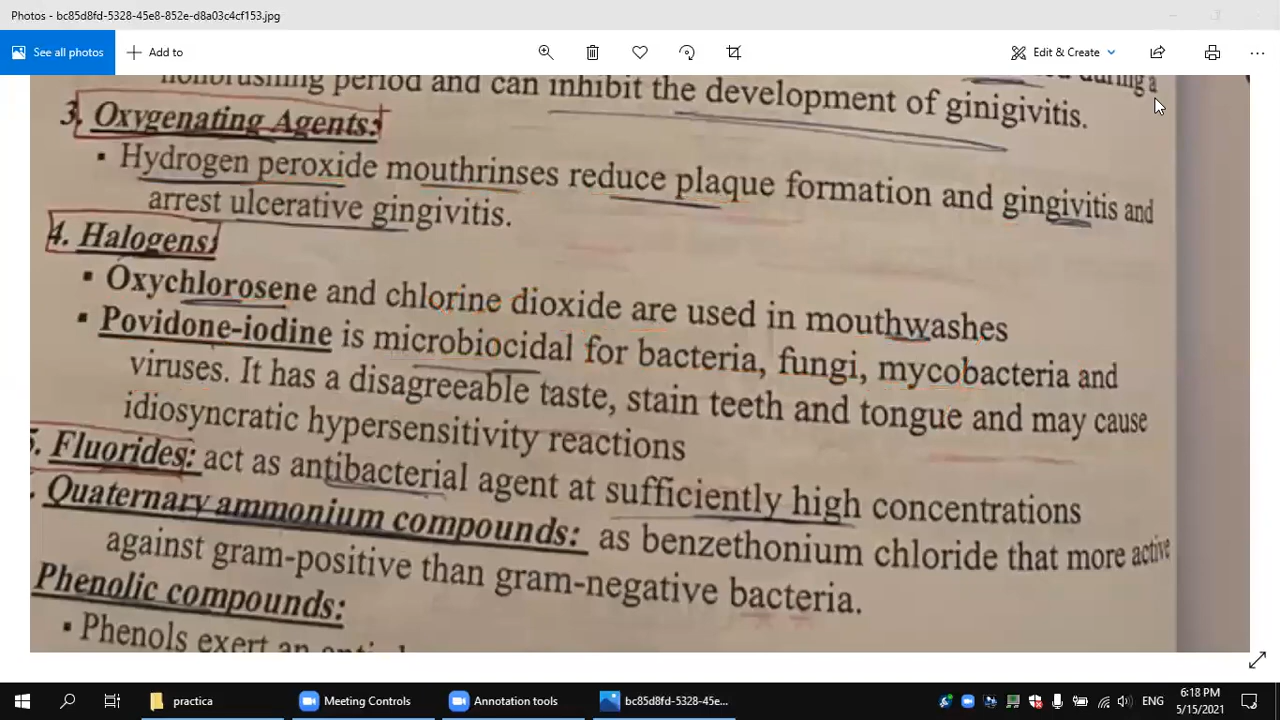 Photos - bc85d8fd-5328-45e8-852e-d8a03c4cf153.jpg
See all photos
Add to
Edit & Create
nonbrushing period and can inhibit the development of ginigivitis. during a
3. Oxygenating Agents:
▪ Hydrogen peroxide mouthrinses reduce plaque formation and gingivitis and
arrest ulcerative gingivitis.
4. Halogens:
▪ Oxychlorosene and chlorine dioxide are used in mouthwashes
▪ Povidone-iodine is microbiocidal for bacteria, fungi, mycobacteria and
viruses. It has a disagreeable taste, stain teeth and tongue and may cause
idiosyncratic hypersensitivity reactions
5. Fluorides: act as antibacterial agent at sufficiently high concentrations
Quaternary ammonium compounds: as benzethonium chloride that more active
against gram-positive than gram-negative bacteria.
Phenolic compounds:
▪ Phenols exert an
practica
Meeting Controls
Annotation tools
bc85d8fd-5328-45e...
ENG
6:18 PM
5/15/2021